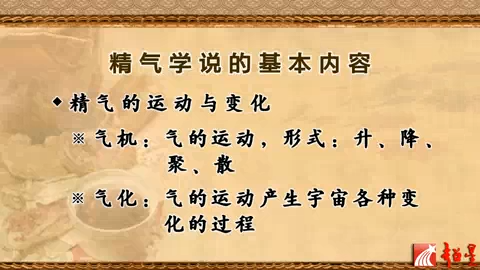 精气学说的基本内容
精气的运动与变化
※ 气机：气的运动，形式：升、降、
聚、散
※ 气化：气的运动产生宇宙各种变
化的过程
超星